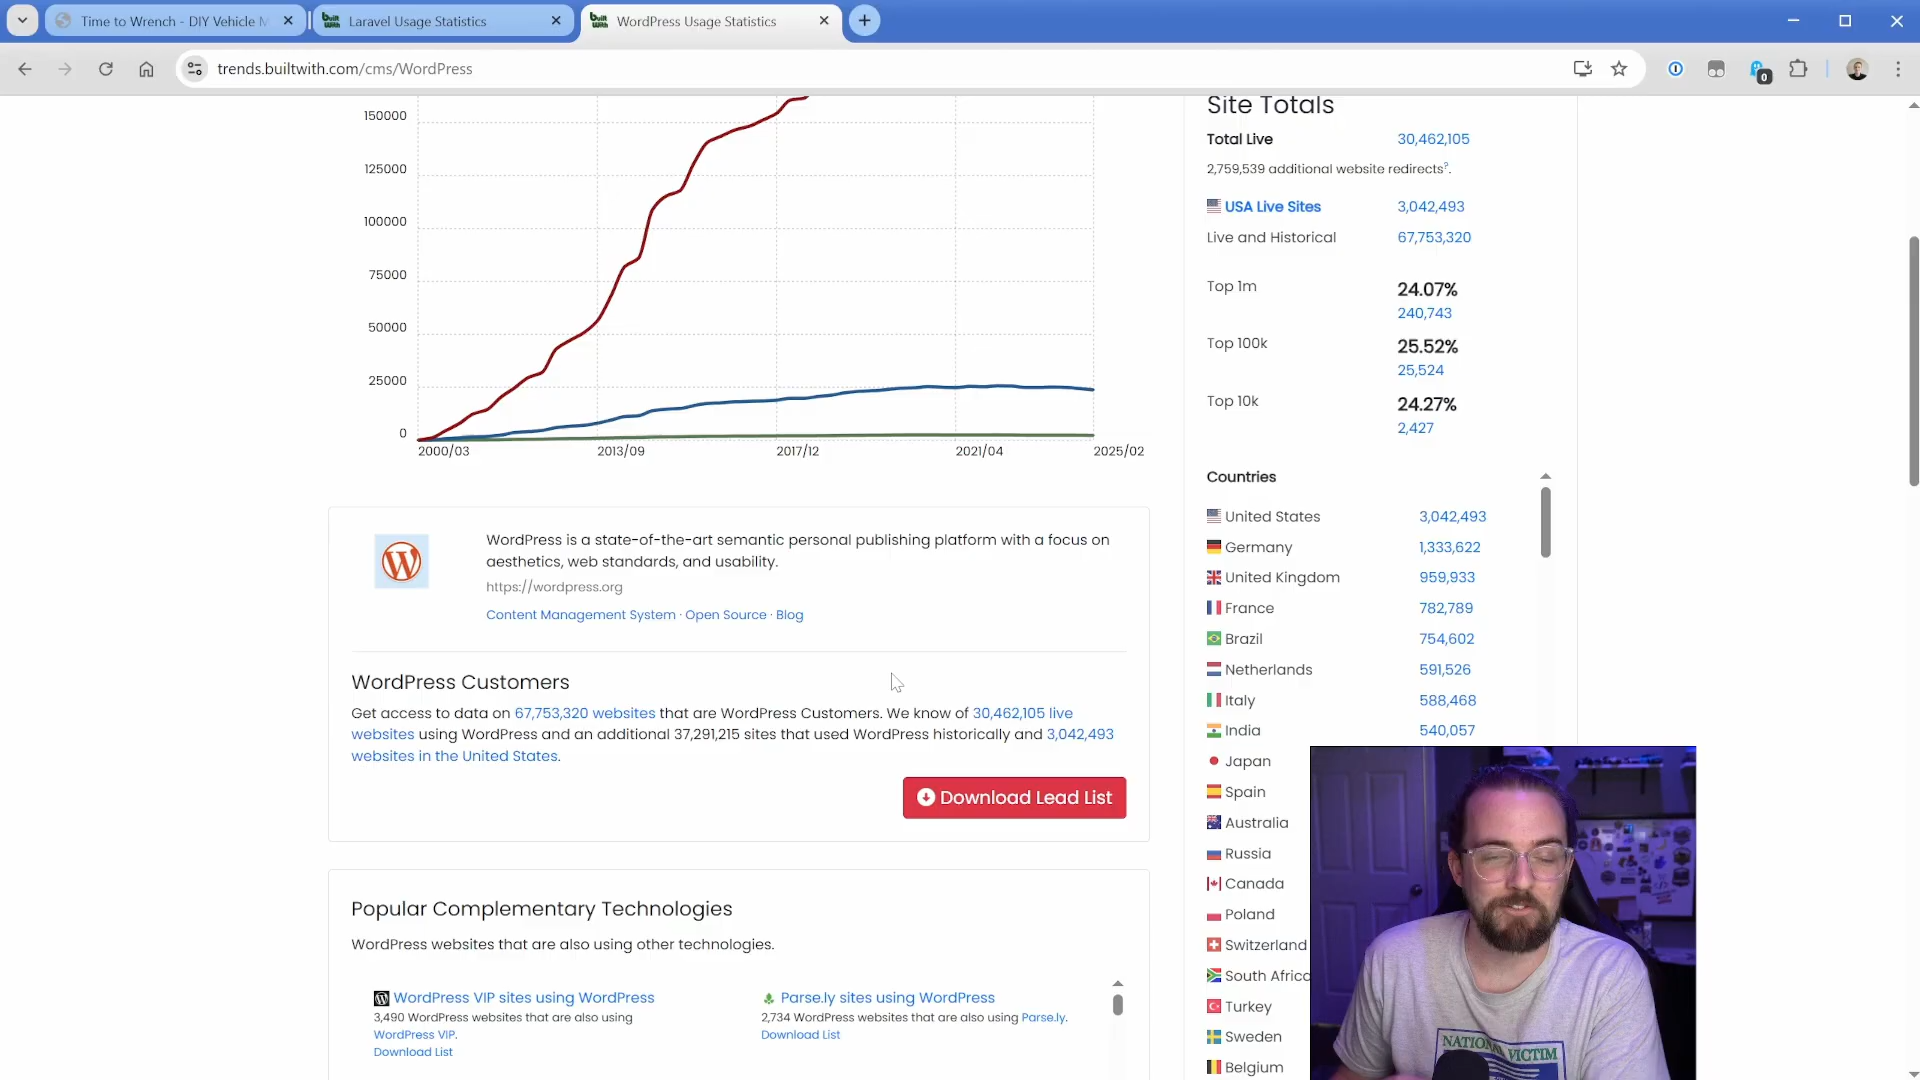 Time to Wrench - DIY Vehicle M
Laravel Usage Statistics
WordPress Usage Statistics
trends.builtwith.com/cms/WordPress
0
150000
125000
100000
75000
50000
25000
0
2000/03
2013/09
2017/12
2021/04
2025/02
WordPress is a state-of-the-art semantic personal publishing platform with a focus on
aesthetics, web standards, and usability.
https://wordpress.org
Content Management System · Open Source · Blog
WordPress Customers
Get access to data on 67,753,320 websites that are WordPress Customers. We know of 30,462,105 live
websites using WordPress and an additional 37,291,215 sites that used WordPress historically and 3,042,493
websites in the United States.
Download Lead List
Popular Complementary Technologies
WordPress websites that are also using other technologies.
WordPress VIP sites using WordPress
3,490 WordPress websites that are also using
WordPress VIP.
Download List
Parse.ly sites using WordPress
2,734 WordPress websites that are also using Parse.ly.
Download List
Site Totals
Total Live 30,462,105
2,759,539 additional website redirects?.
USA Live Sites 3,042,493
Live and Historical 67,753,320
Top 1m 24.07%
240,743
Top 100k 25.52%
25,524
Top 10k 24.27%
2,427
Countries
United States 3,042,493
Germany 1,333,622
United Kingdom 959,933
France 782,789
Brazil 754,602
Netherlands 591,526
Italy 588,468
India 540,057
Japan
Spain
Australia
Russia
Canada
Poland
Switzerland
South Africa
Turkey
Sweden
Belgium
VICTIM